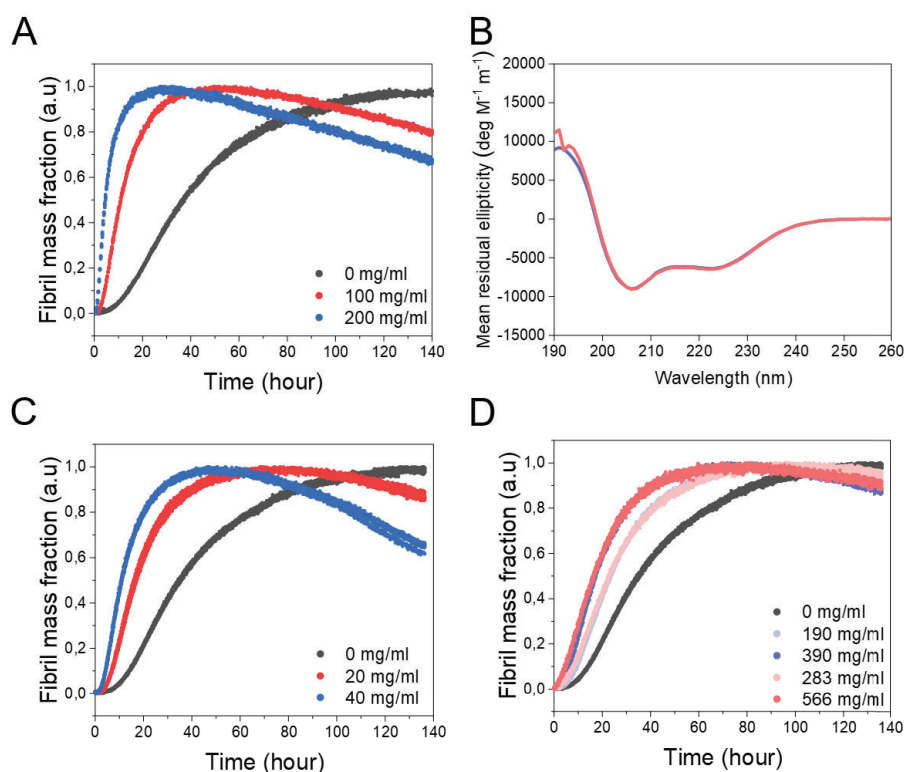 A
Fibril mass fraction (a.u)
1,0
0,8
0,6
0,4
0,2
0,0
0 mg/ml
100 mg/ml
200 mg/ml
0 20 40 60 80 100 120 140
Time (hour)
B
Mean residual ellipticity (deg M⁻¹ m⁻¹)
20000
15000
10000
5000
0
-5000
-10000
-15000
190 200 210 220 230 240 250 260
Wavelength (nm)
C
Fibril mass fraction (a.u)
1,0
0,8
0,6
0,4
0,2
0,0
0 mg/ml
20 mg/ml
40 mg/ml
0 20 40 60 80 100 120 140
Time (hour)
D
Fibril mass fraction (a.u)
1,0
0,8
0,6
0,4
0,2
0,0
0 mg/ml
190 mg/ml
390 mg/ml
283 mg/ml
566 mg/ml
0 20 40 60 80 100 120 140
Time (hour)